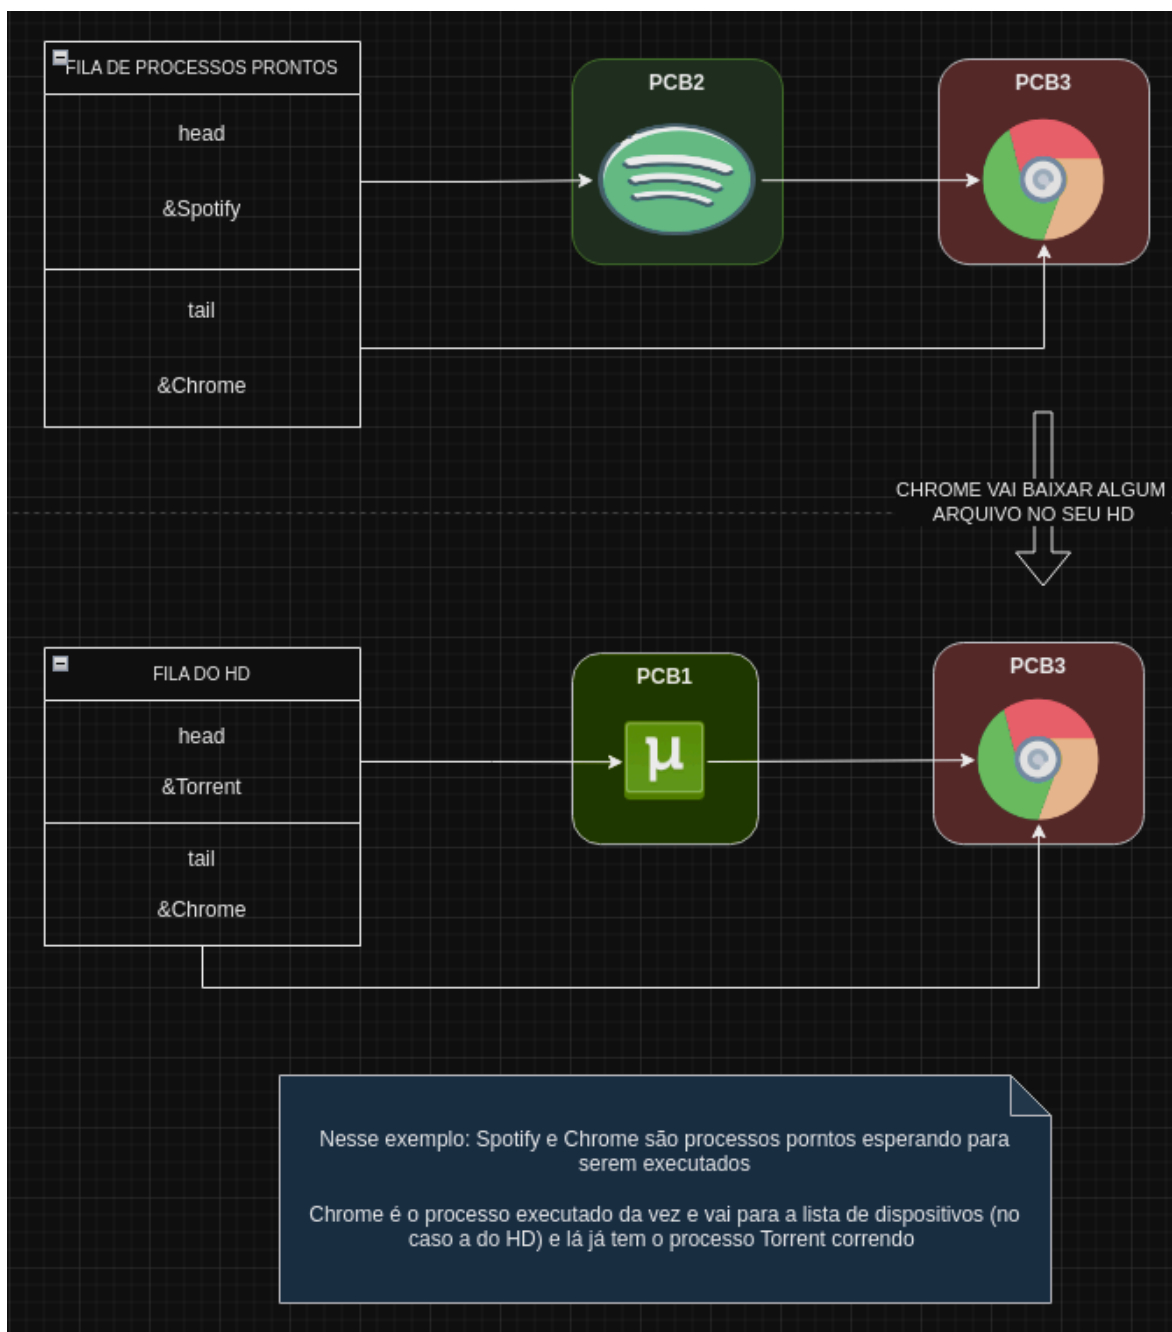 FILA DE PROCESSOS PRONTOS
head
&Spotify
tail
&Chrome
PCB2
PCB3
CHROME VAI BAIXAR ALGUM
ARQUIVO NO SEU HD
FILA DO HD
head
&Torrent
tail
&Chrome
PCB1
µ
PCB3
Nesse exemplo: Spotify e Chrome são processos porntos esperando para
serem executados
Chrome é o processo executado da vez e vai para a lista de dispositivos (no
caso a do HD) e lá já tem o processo Torrent correndo